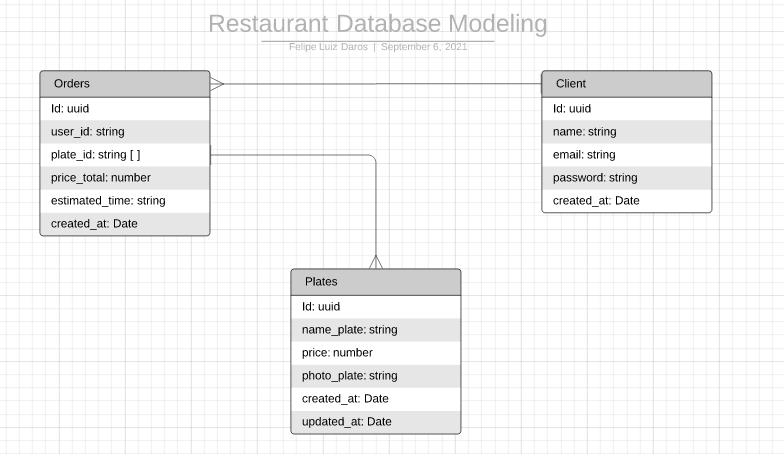 Restaurant Database Modeling
Felipe Luiz Daros | September 6, 2021
Orders
Id: uuid
user_id: string
plate_id: string [ ]
price_total: number
estimated_time: string
created_at: Date
Client
Id: uuid
name: string
email: string
password: string
created_at: Date
Plates
Id: uuid
name_plate: string
price: number
photo_plate: string
created_at: Date
updated_at: Date